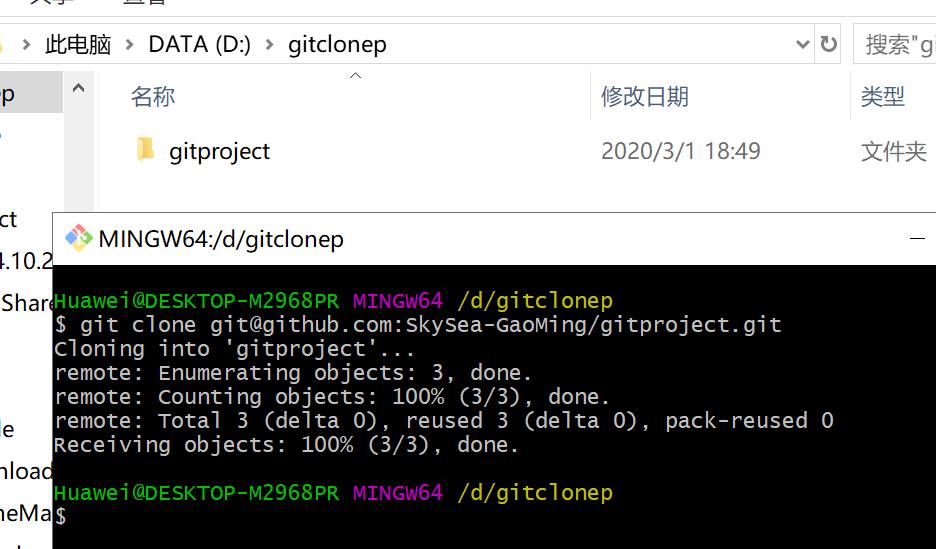 此电脑 > DATA (D:) > gitclonep
搜索"gi
ep
名称 修改日期 类型
gitproject 2020/3/1 18:49 文件夹
ct
4.10.2
Share
le
nload
neMa
MINGW64:/d/gitclonep
Huawei@DESKTOP-M2968PR MINGW64 /d/gitclonep
$ git clone git@github.com:SkySea-GaoMing/gitproject.git
Cloning into 'gitproject'...
remote: Enumerating objects: 3, done.
remote: Counting objects: 100% (3/3), done.
remote: Total 3 (delta 0), reused 3 (delta 0), pack-reused 0
Receiving objects: 100% (3/3), done.
Huawei@DESKTOP-M2968PR MINGW64 /d/gitclonep
$